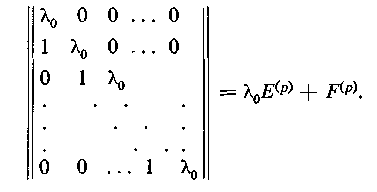 λ₀ 0 0 ... 0
1 λ₀ 0 ... 0
0 1 λ₀
. . . .
. . . .
. . . .
0 0 ... 1 λ₀
= λ₀E⁽ᵖ⁾ + F⁽ᵖ⁾.